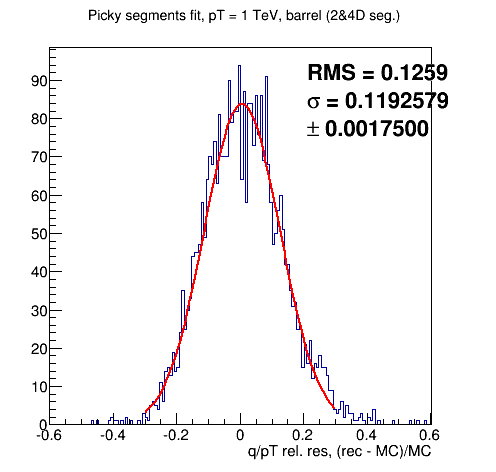 Picky segments fit, pT = 1 TeV, barrel (2&4D seg.)
RMS = 0.1259
σ = 0.1192579
± 0.0017500
90
80
70
60
50
40
30
20
10
0
-0.6 -0.4 -0.2 0 0.2 0.4 0.6
q/pT rel. res, (rec - MC)/MC